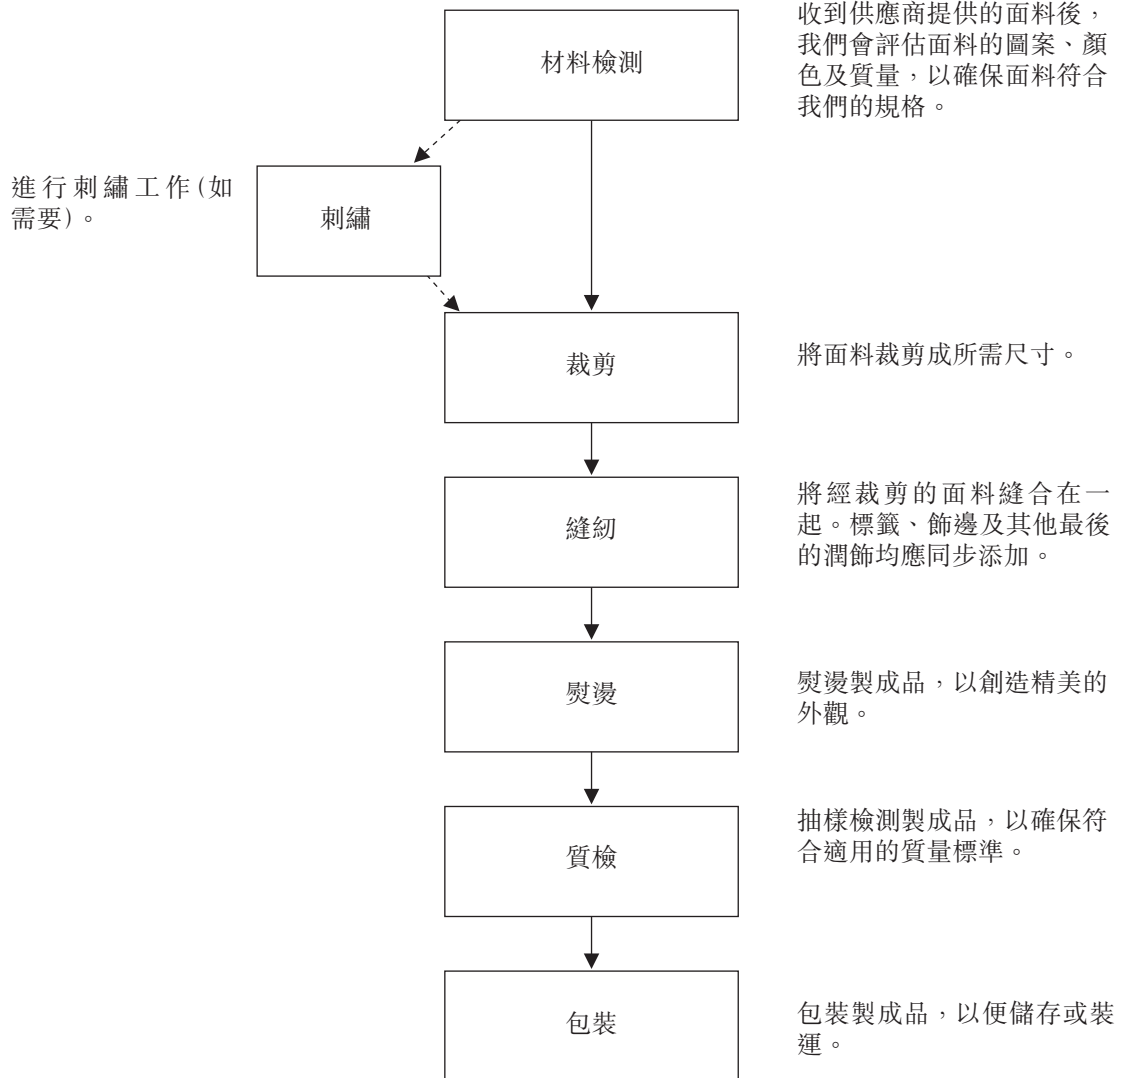 收到供應商提供的面料後，
我們會評估面料的圖案、顏
色及質量，以確保面料符合
我們的規格。
材料檢測
進行刺繡工作(如
需要)。
刺繡
裁剪
將面料裁剪成所需尺寸。
縫紉
將經裁剪的面料縫合在一
起。標籤、飾邊及其他最後
的潤飾均應同步添加。
熨燙
熨燙製成品，以創造精美的
外觀。
質檢
抽樣檢測製成品，以確保符
合適用的質量標準。
包裝
包裝製成品，以便儲存或裝
運。